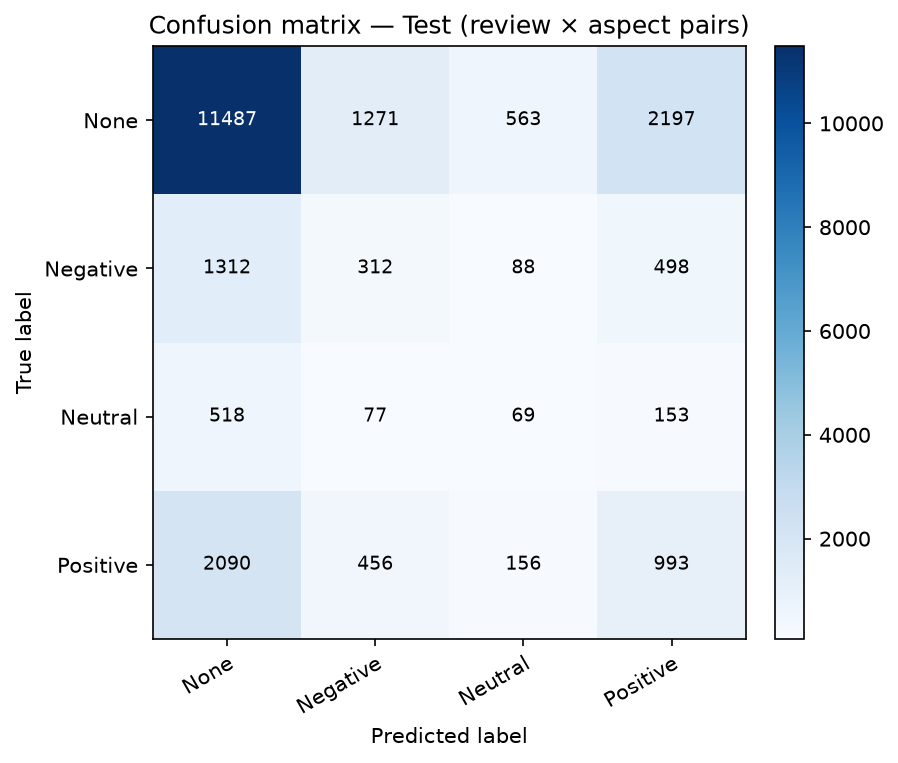 Confusion matrix — Test (review × aspect pairs)
True label
None
Negative
Neutral
Positive
11487 1271 563 2197
1312 312 88 498
518 77 69 153
2090 456 156 993
None Negative Neutral Positive
Predicted label
10000
8000
6000
4000
2000